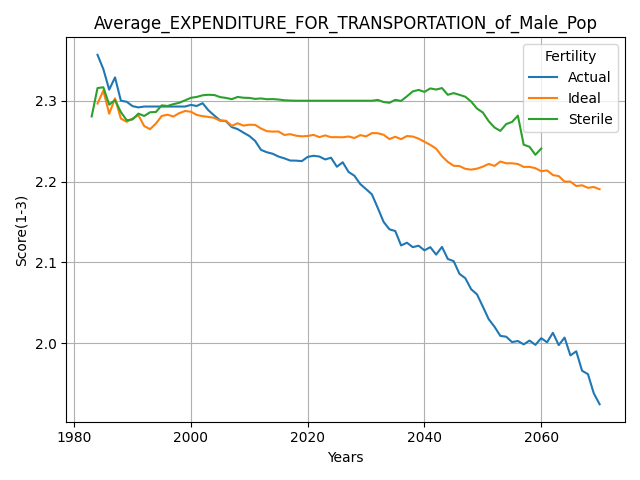 Average_EXPENDITURE_FOR_TRANSPORTATION_of_Male_Pop
Fertility
Actual
Ideal
Sterile
Score(1-3)
2.3
2.2
2.1
2.0
1980
2000
2020
2040
2060
Years